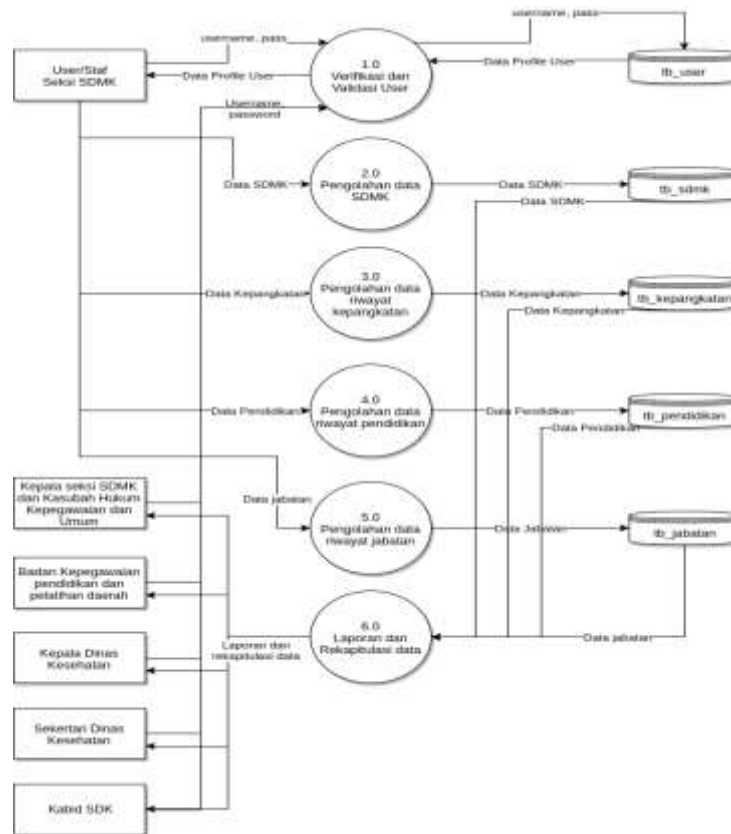 username, pass
username, pass
User/Staf
Seksi SDMK
1.0
Verifikasi dan
Validasi User
Data Profile User
Data Profile User
tb_user
Username,
password
2.0
Pengolahan data
SDMK
Data SDMK
Data SDMK
tb_sdmk
Data SDMK
3.0
Pengolahan data
riwayat
kepangkatan
Data Kepangkatan
Data Kepangkatan
tb_kepangkatan
Data Kepangkatan
4.0
Pengolahan data
riwayat pendidikan
Data Pendidikan
Data Pendidikan
tb_pendidikan
Data Pendidikan
Kepala seksi SDMK
dan Kasubah Hukum
Kepegawaian dan
Umum
Data jabatan
5.0
Pengolahan data
riwayat jabatan
Data Jabatan
tb_jabatan
Badan Kepegawaian
pendidikan dan
pelatihan daerah
6.0
Laporan dan
Rekapitulasi data
Laporan dan
rekapitulasi data
Data jabatan
Kepala Dinas
Kesehatan
Sekertan Dinas
Kesehatan
Kabid SDK